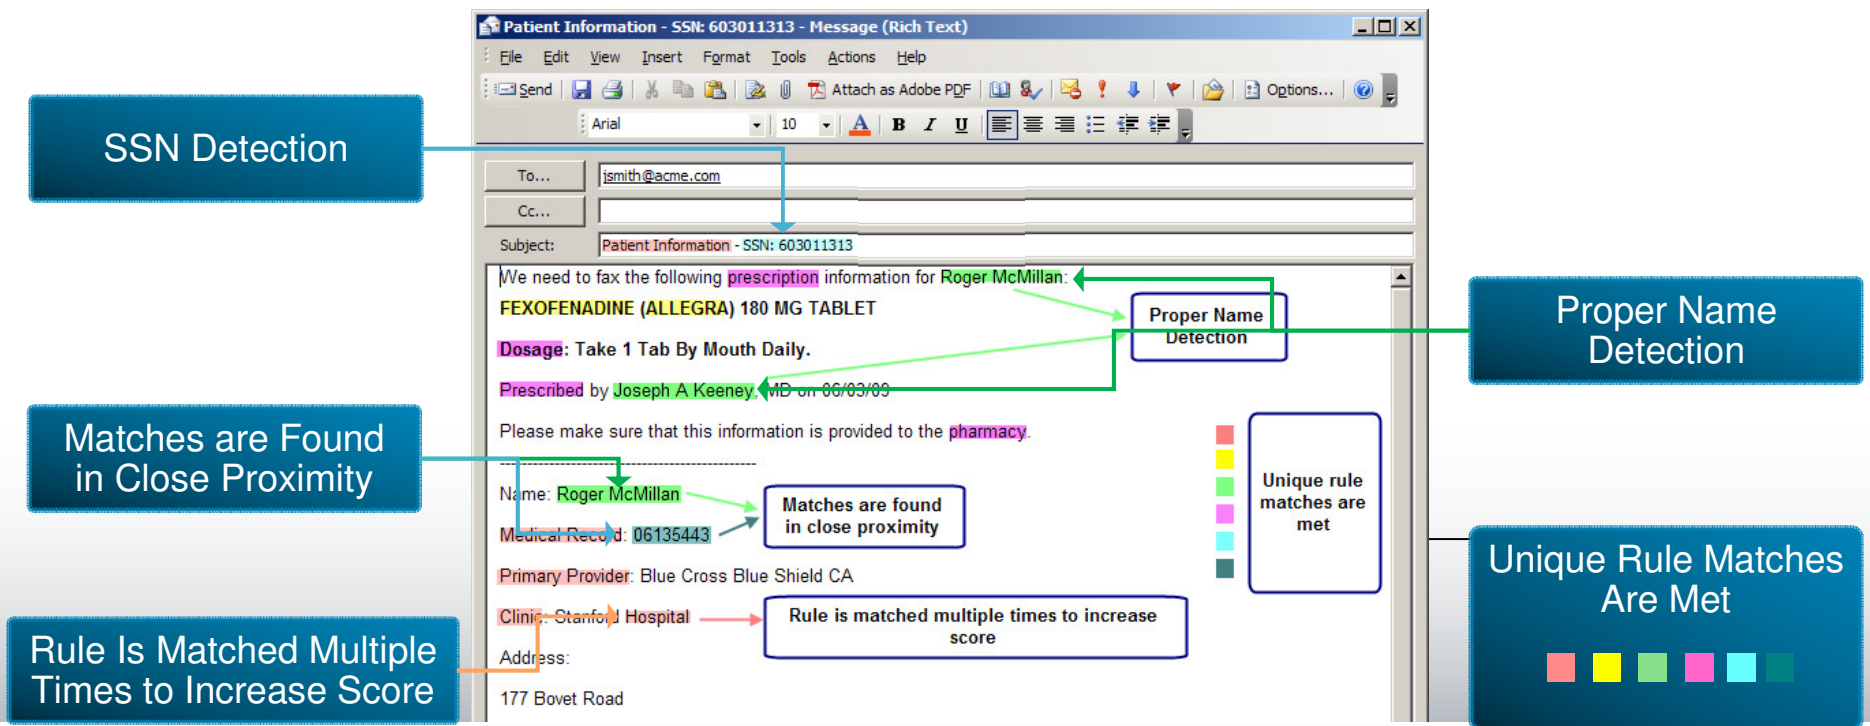 Patient Information - SSN: 603011313 - Message (Rich Text)
File Edit View Insert Format Tools Actions Help
Send Attach as Adobe PDF Options...
Arial 10 A B I U
SSN Detection
To... jsmith@acme.com
Cc...
Subject: Patient Information - SSN: 603011313
We need to fax the following prescription information for Roger McMillan:
FEXOFENADINE (ALLEGRA) 180 MG TABLET
Proper Name
Detection
Dosage: Take 1 Tab By Mouth Daily.
Prescribed by Joseph A Keeney, MD on 06/03/09
Proper Name
Detection
Please make sure that this information is provided to the pharmacy.
--------------------------------------------
Matches are Found
in Close Proximity
Name: Roger McMillan
Medical Record: 06135443
Matches are found
in close proximity
Unique rule
matches are
met
Primary Provider: Blue Cross Blue Shield CA
Clinic: Stanford Hospital
Rule is matched multiple times to increase
score
Address:
177 Bovet Road
Rule Is Matched Multiple
Times to Increase Score
Unique Rule Matches
Are Met